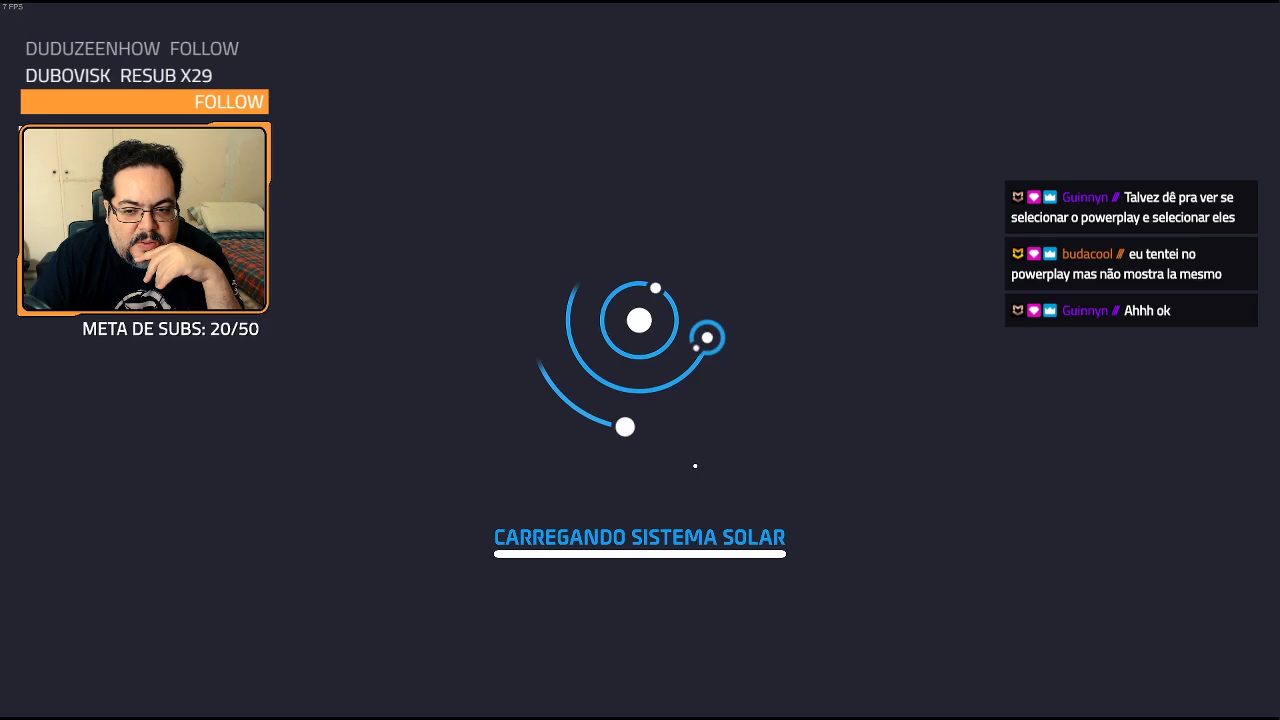 7 FPS
DUDUZEENHOW FOLLOW
DUBOVISK RESUB X29
FOLLOW
META DE SUBS: 20/50
CARREGANDO SISTEMA SOLAR
Guinnyn // Talvez dê pra ver se
selecionar o powerplay e selecionar eles
budacool // eu tentei no
powerplay mas não mostra la mesmo
Guinnyn // Ahhh ok